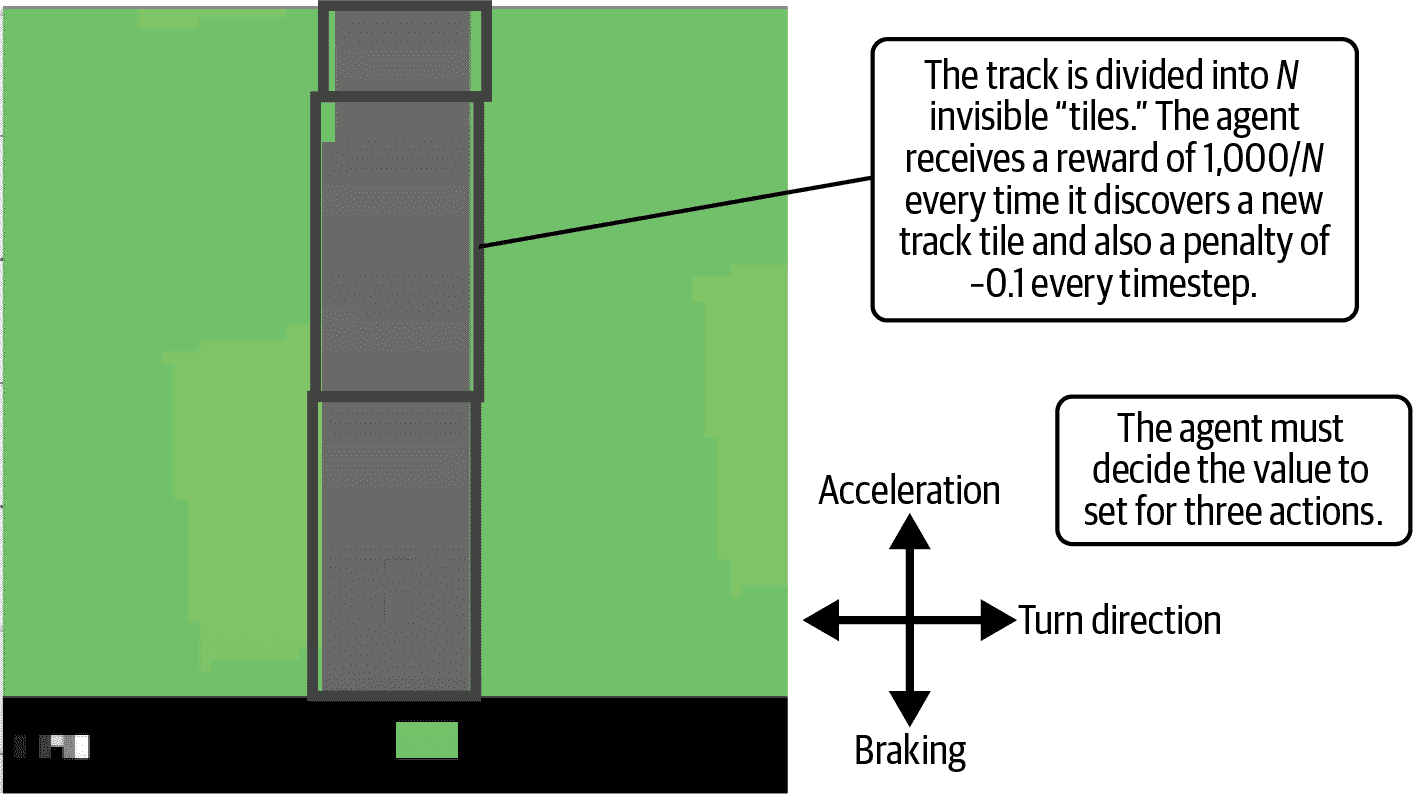 The track is divided into N
invisible “tiles.” The agent
receives a reward of 1,000/N
every time it discovers a new
track tile and also a penalty of
–0.1 every timestep.
The agent must
decide the value to
set for three actions.
Acceleration
Turn direction
Braking